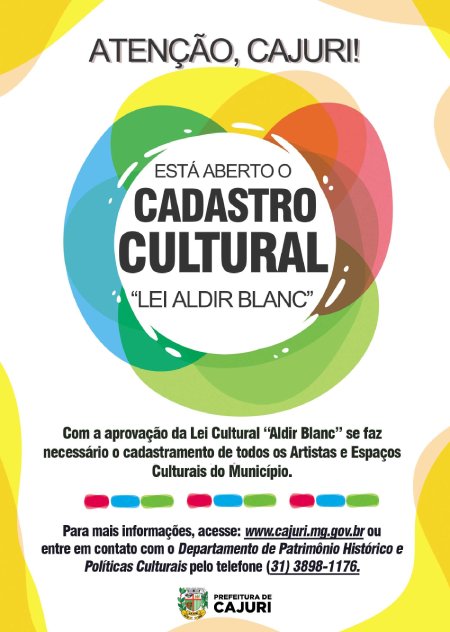 ATENÇÃO, CAJURI!
ESTÁ ABERTO O
CADASTRO
CULTURAL
“LEI ALDIR BLANC”
Com a aprovação da Lei Cultural “Aldir Blanc” se faz
necessário o cadastramento de todos os Artistas e Espaços
Culturais do Município.
Para mais informações, acesse: www.cajuri.mg.gov.br ou
entre em contato com o Departamento de Patrimônio Histórico e
Políticas Culturais pelo telefone (31) 3898-1176.
PREFEITURA DE
CAJURI